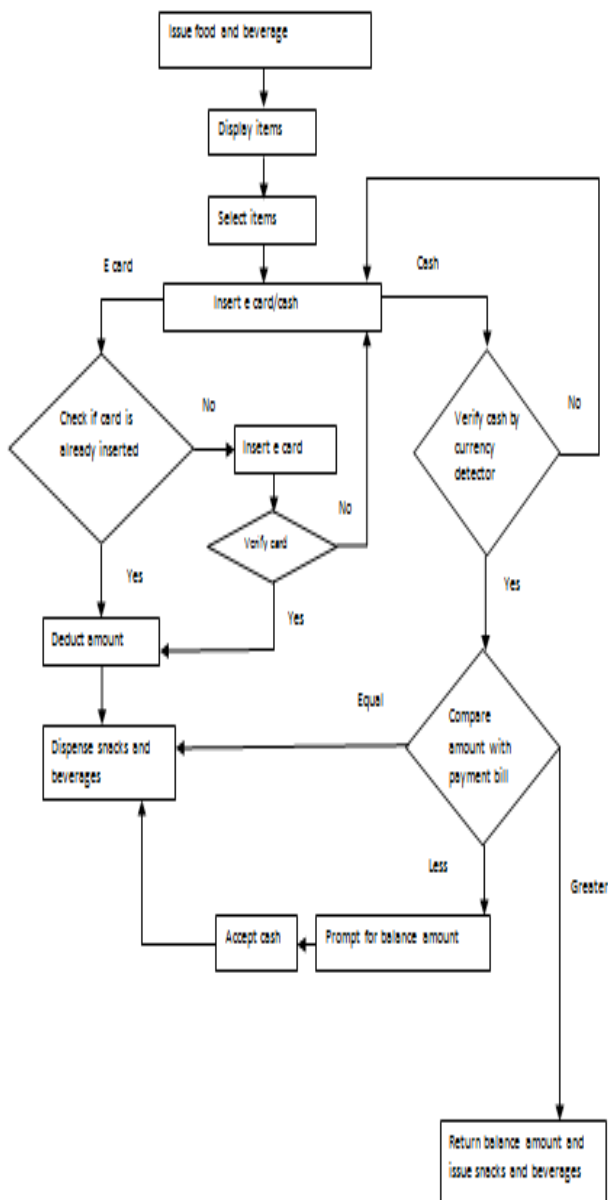 Issue food and beverage
Display items
Select items
E card
Cash
Insert e card/cash
Check if card is
already inserted
No
Insert e card
Verify cash by
currency
detector
No
Verify card
No
Yes
Yes
Yes
Deduct amount
Equal
Compare
amount with
payment bill
Dispense snacks and
beverages
Less
Greater
Accept cash
Prompt for balance amount
Return balance amount and
issue snacks and beverages